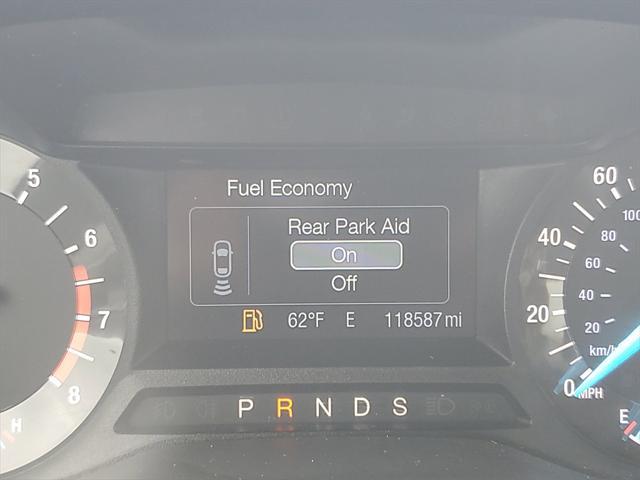 Fuel Economy
Rear Park Aid
On
Off
62°F E 118587 mi
P R N D S
5
6
7
8
H
60
40
20
0
MPH
100
80
60
40
20
km/h
E